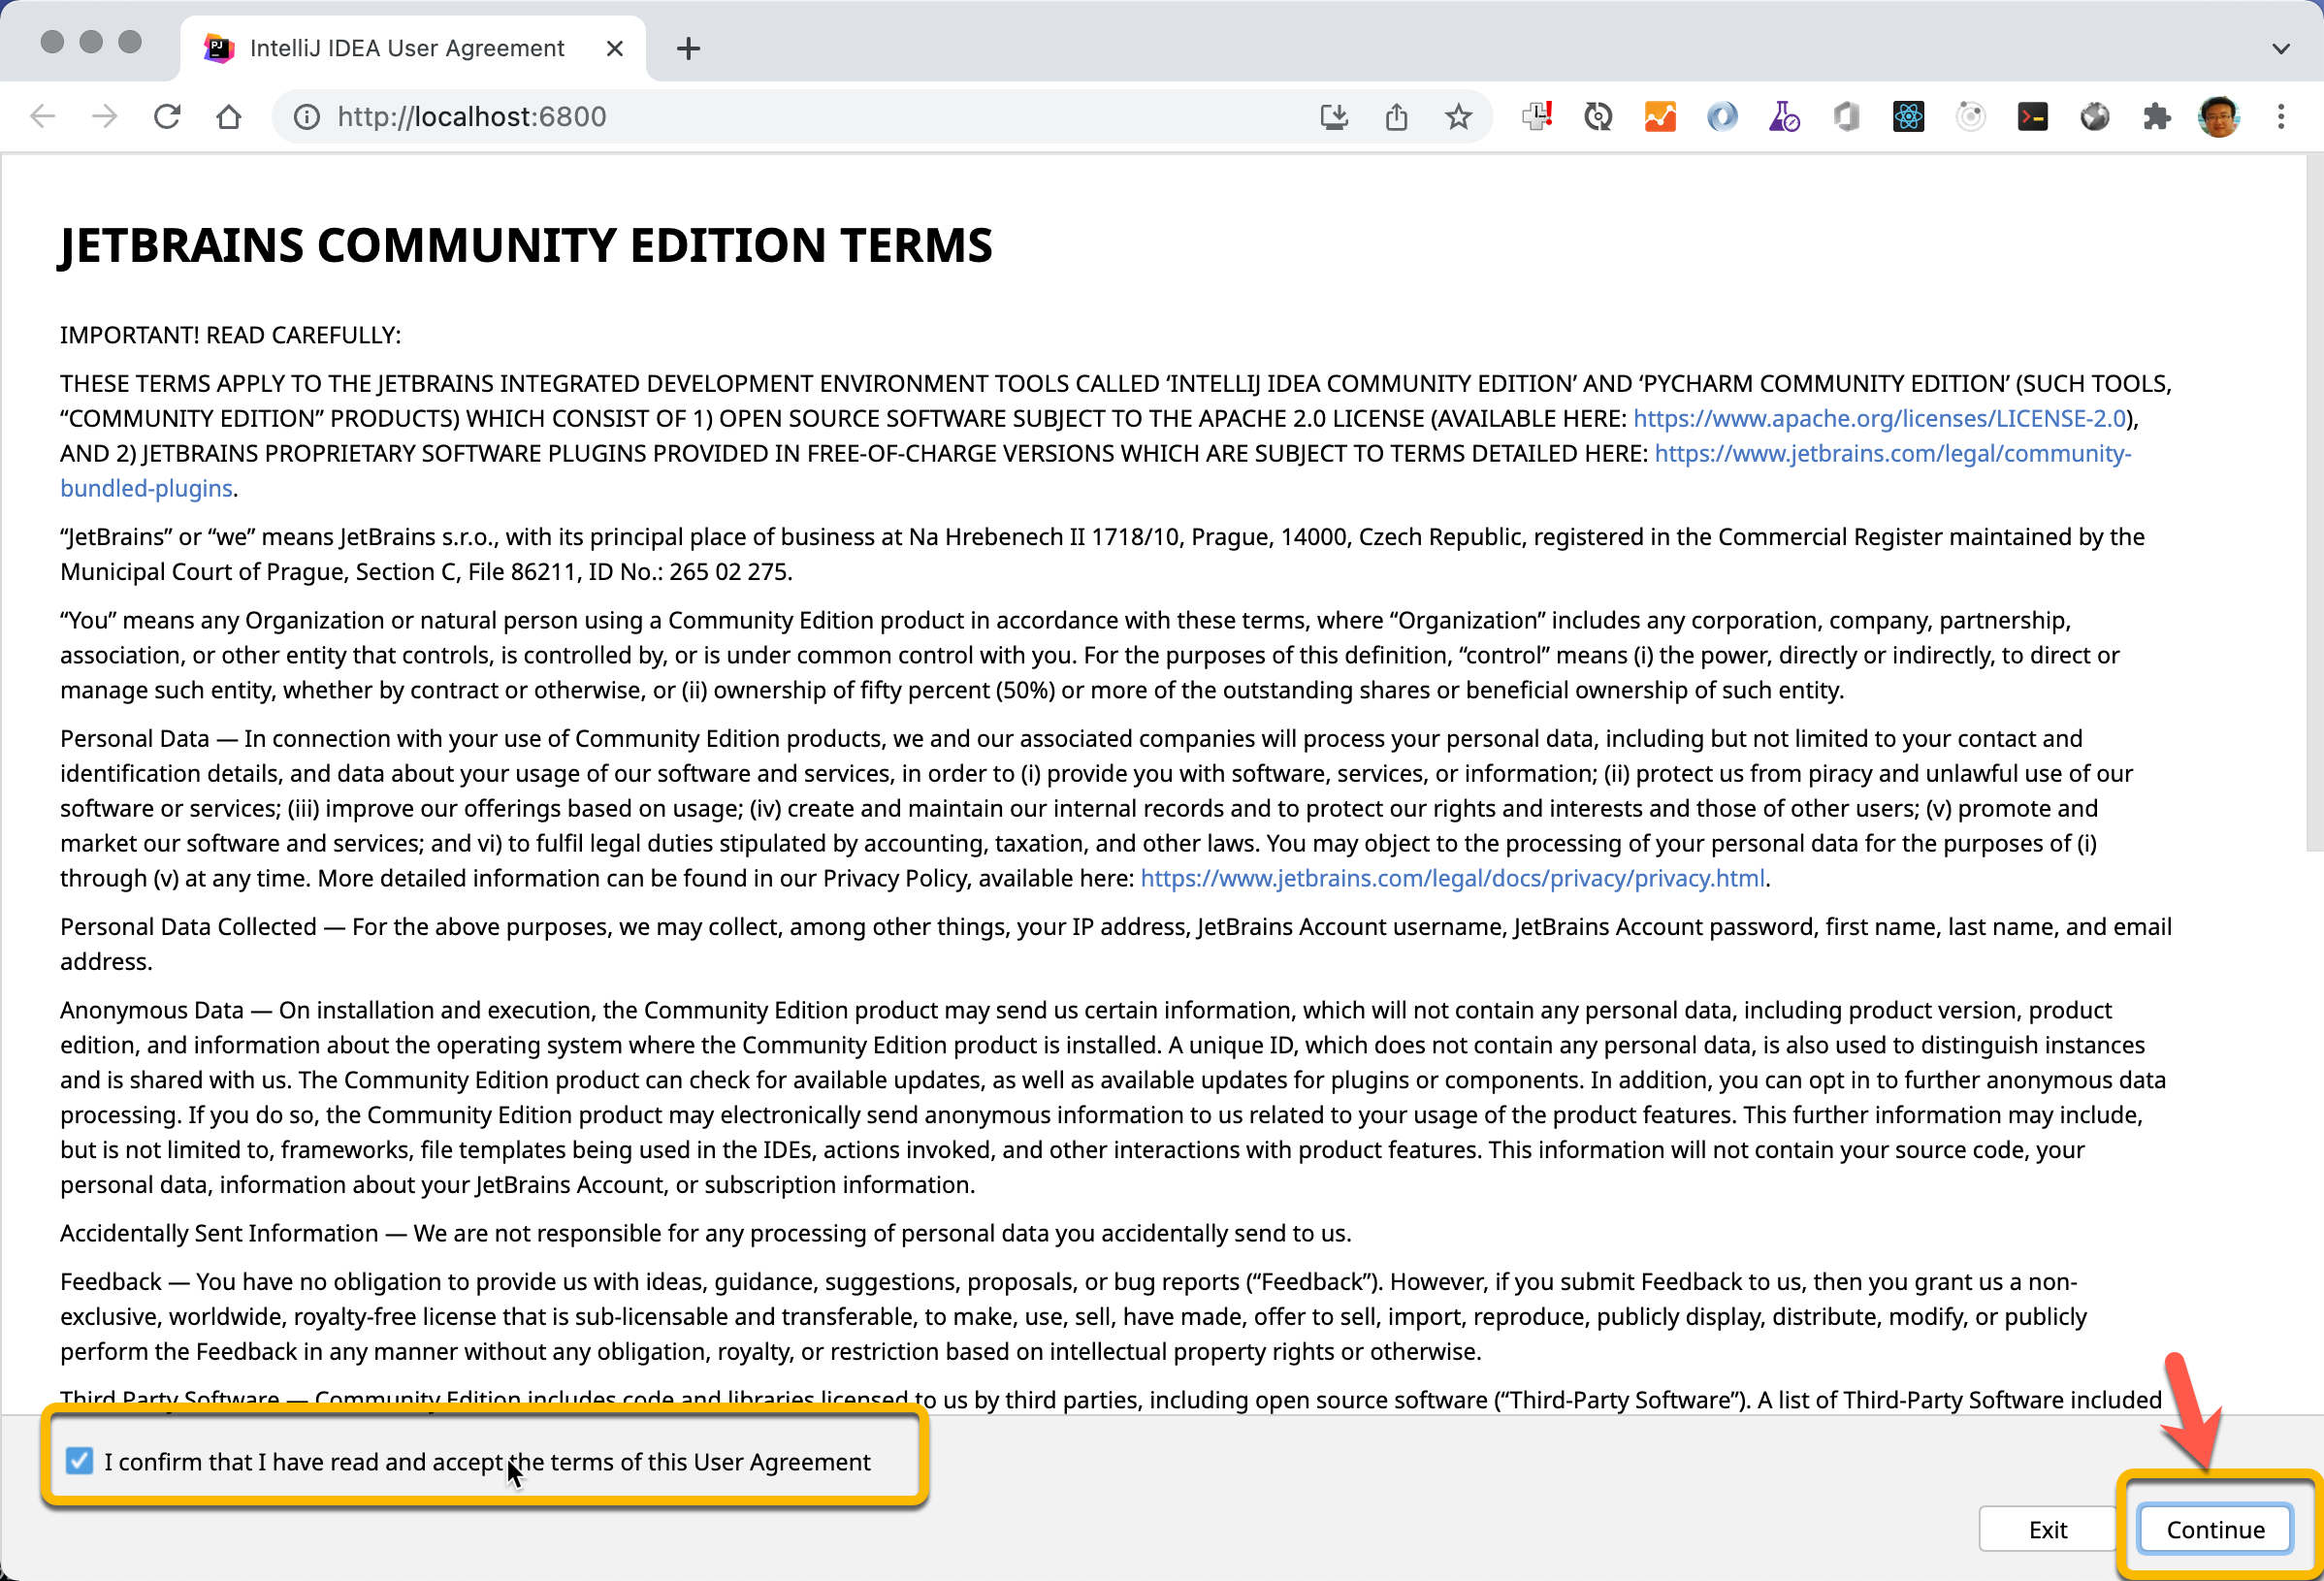 IntelliJ IDEA User Agreement
http://localhost:6800
JETBRAINS COMMUNITY EDITION TERMS
IMPORTANT! READ CAREFULLY:
THESE TERMS APPLY TO THE JETBRAINS INTEGRATED DEVELOPMENT ENVIRONMENT TOOLS CALLED ‘INTELLIJ IDEA COMMUNITY EDITION’ AND ‘PYCHARM COMMUNITY EDITION’ (SUCH TOOLS,
“COMMUNITY EDITION” PRODUCTS) WHICH CONSIST OF 1) OPEN SOURCE SOFTWARE SUBJECT TO THE APACHE 2.0 LICENSE (AVAILABLE HERE: https://www.apache.org/licenses/LICENSE-2.0),
AND 2) JETBRAINS PROPRIETARY SOFTWARE PLUGINS PROVIDED IN FREE-OF-CHARGE VERSIONS WHICH ARE SUBJECT TO TERMS DETAILED HERE: https://www.jetbrains.com/legal/community-
bundled-plugins.
“JetBrains” or “we” means JetBrains s.r.o., with its principal place of business at Na Hrebenech II 1718/10, Prague, 14000, Czech Republic, registered in the Commercial Register maintained by the
Municipal Court of Prague, Section C, File 86211, ID No.: 265 02 275.
“You” means any Organization or natural person using a Community Edition product in accordance with these terms, where “Organization” includes any corporation, company, partnership,
association, or other entity that controls, is controlled by, or is under common control with you. For the purposes of this definition, “control” means (i) the power, directly or indirectly, to direct or
manage such entity, whether by contract or otherwise, or (ii) ownership of fifty percent (50%) or more of the outstanding shares or beneficial ownership of such entity.
Personal Data — In connection with your use of Community Edition products, we and our associated companies will process your personal data, including but not limited to your contact and
identification details, and data about your usage of our software and services, in order to (i) provide you with software, services, or information; (ii) protect us from piracy and unlawful use of our
software or services; (iii) improve our offerings based on usage; (iv) create and maintain our internal records and to protect our rights and interests and those of other users; (v) promote and
market our software and services; and vi) to fulfil legal duties stipulated by accounting, taxation, and other laws. You may object to the processing of your personal data for the purposes of (i)
through (v) at any time. More detailed information can be found in our Privacy Policy, available here: https://www.jetbrains.com/legal/docs/privacy/privacy.html.
Personal Data Collected — For the above purposes, we may collect, among other things, your IP address, JetBrains Account username, JetBrains Account password, first name, last name, and email
address.
Anonymous Data — On installation and execution, the Community Edition product may send us certain information, which will not contain any personal data, including product version, product
edition, and information about the operating system where the Community Edition product is installed. A unique ID, which does not contain any personal data, is also used to distinguish instances
and is shared with us. The Community Edition product can check for available updates, as well as available updates for plugins or components. In addition, you can opt in to further anonymous data
processing. If you do so, the Community Edition product may electronically send anonymous information to us related to your usage of the product features. This further information may include,
but is not limited to, frameworks, file templates being used in the IDEs, actions invoked, and other interactions with product features. This information will not contain your source code, your
personal data, information about your JetBrains Account, or subscription information.
Accidentally Sent Information — We are not responsible for any processing of personal data you accidentally send to us.
Feedback — You have no obligation to provide us with ideas, guidance, suggestions, proposals, or bug reports (“Feedback”). However, if you submit Feedback to us, then you grant us a non-
exclusive, worldwide, royalty-free license that is sub-licensable and transferable, to make, use, sell, have made, offer to sell, import, reproduce, publicly display, distribute, modify, or publicly
perform the Feedback in any manner without any obligation, royalty, or restriction based on intellectual property rights or otherwise.
Third Party Software — Community Edition includes code and libraries licensed to us by third parties, including open source software (“Third-Party Software”). A list of Third-Party Software included
I confirm that I have read and accept the terms of this User Agreement
Exit
Continue